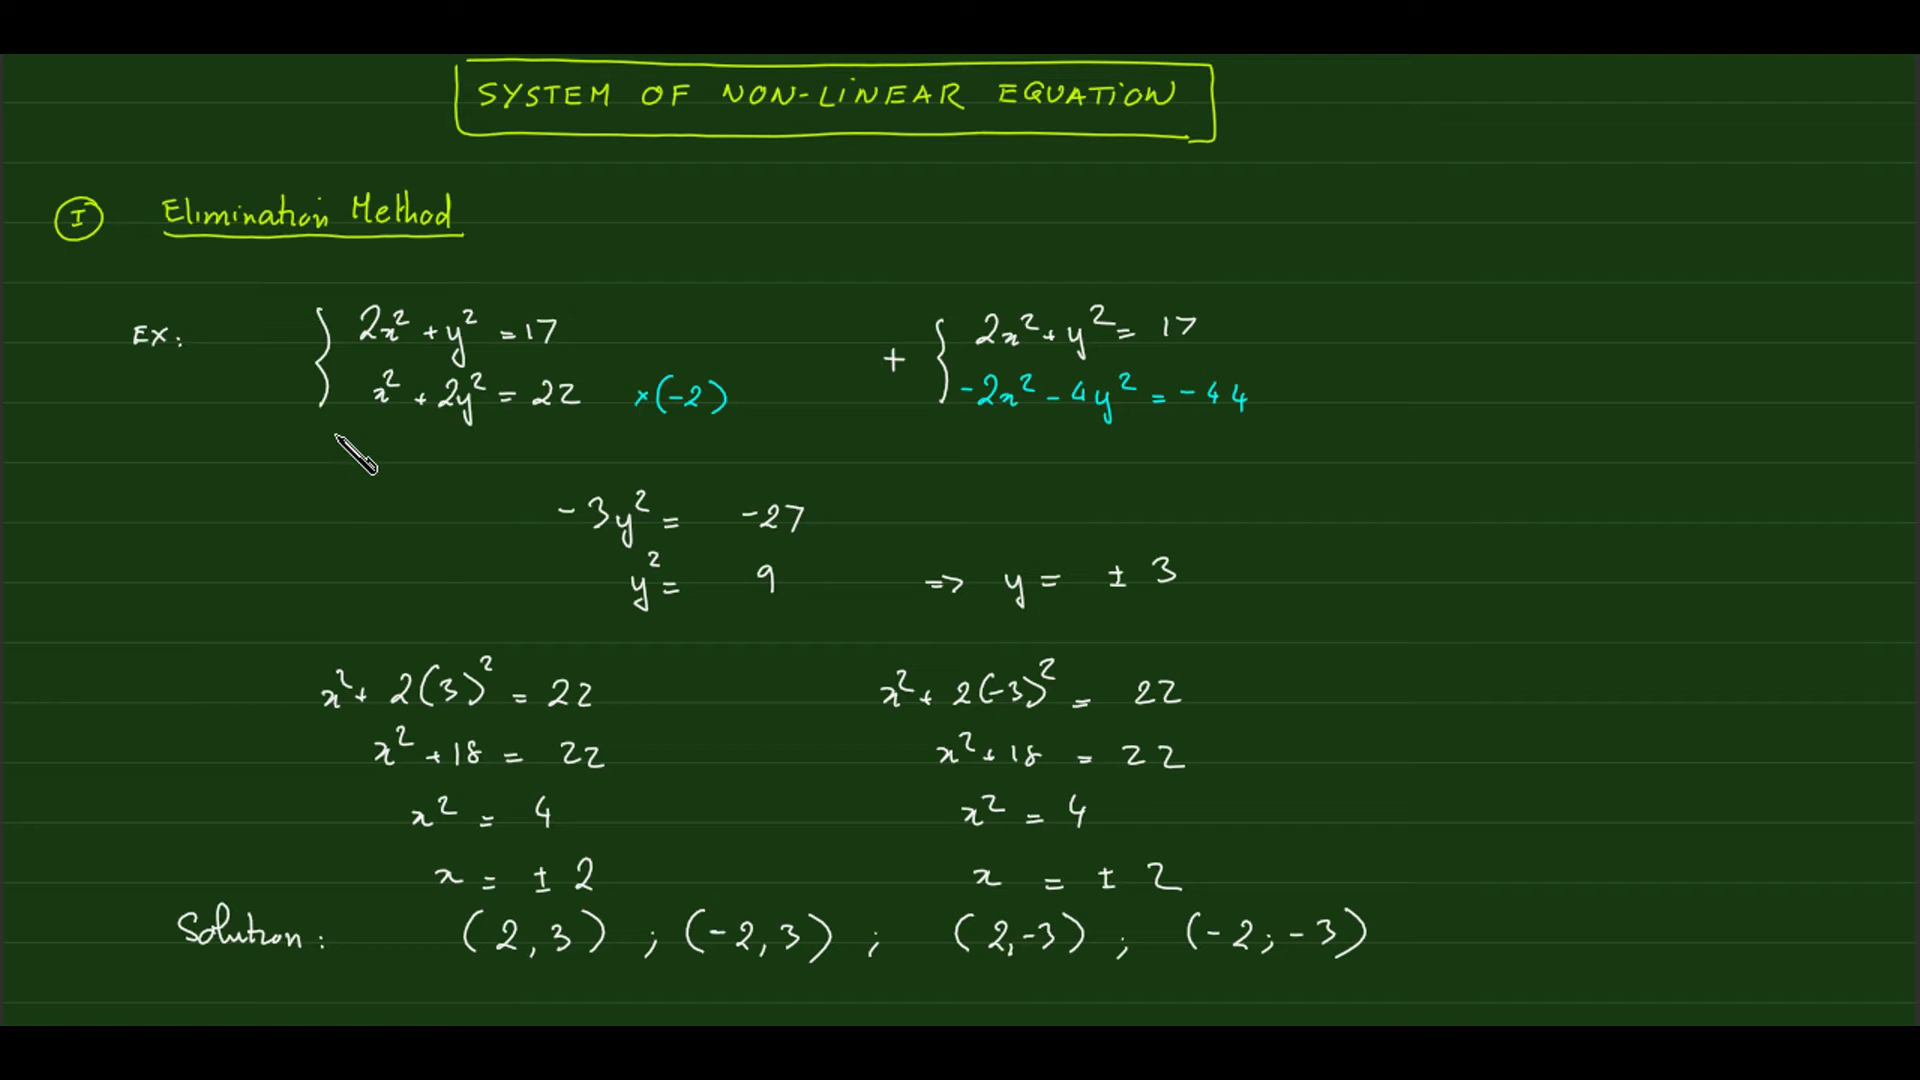 SYSTEM OF NON-LINEAR EQUATION
I Elimination Method
EX: { 2x² + y² = 17 + { 2x² + y² = 17
x² + 2y² = 22 ×(-2) -2x² - 4y² = -44
-3y² = -27
y² = 9 => y = ± 3
x² + 2(3)² = 22 x² + 2(-3)² = 22
x² + 18 = 22 x² + 18 = 22
x² = 4 x² = 4
x = ± 2 x = ± 2
Solution: (2, 3) ; (-2, 3) ; (2, -3) ; (-2; -3)